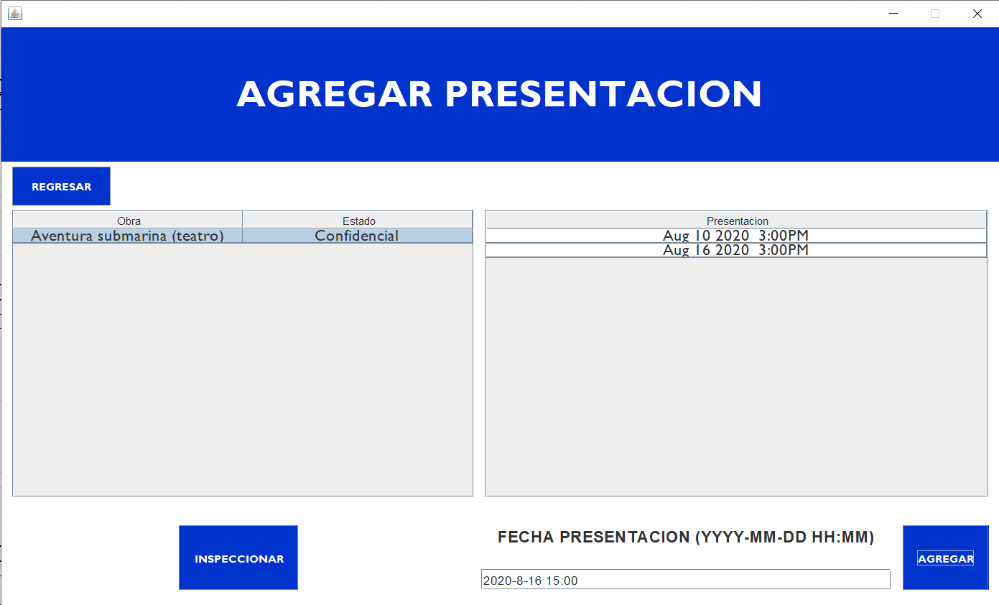 AGREGAR PRESENTACION
REGRESAR
Obra Estado
Aventura submarina (teatro) Confidencial
Presentacion
Aug 10 2020  3:00PM
Aug 16 2020  3:00PM
INSPECCIONAR
FECHA PRESENTACION (YYYY-MM-DD HH:MM)
2020-8-16 15:00
AGREGAR